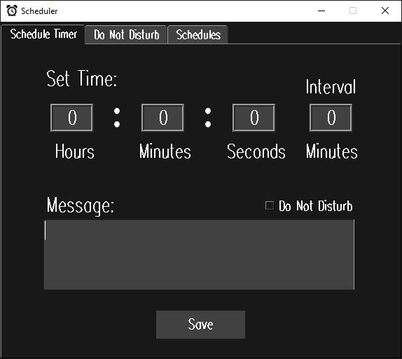 Scheduler
Schedule Timer Do Not Disturb Schedules
Set Time:
Interval
0 : 0 : 0 0
Hours Minutes Seconds Minutes
Message: Do Not Disturb
Save